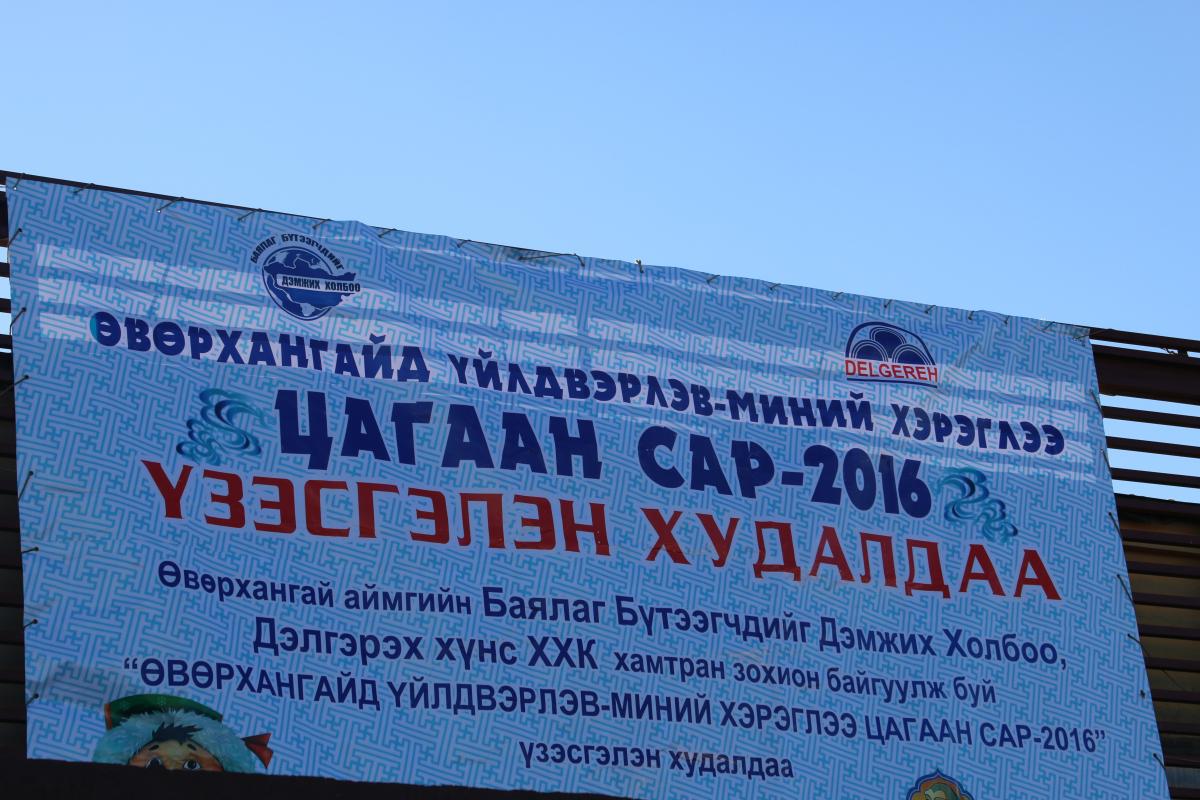 БАЯЛАГ БҮТЭЭГЧДИЙГ
ДЭМЖИХ ХОЛБОО
DELGEREH
ӨВӨРХАНГАЙД ҮЙЛДВЭРЛЭВ-МИНИЙ ХЭРЭГЛЭЭ
ЦАГААН САР-2016
ҮЗЭСГЭЛЭН ХУДАЛДАА
Өвөрхангай аймгийн Баялаг Бүтээгчдийг Дэмжих Холбоо,
Дэлгэрэх хүнс ХХК хамтран зохион байгуулж буй
“ӨВӨРХАНГАЙД ҮЙЛДВЭРЛЭВ-МИНИЙ ХЭРЭГЛЭЭ ЦАГААН САР-2016”
үзэсгэлэн худалдаа